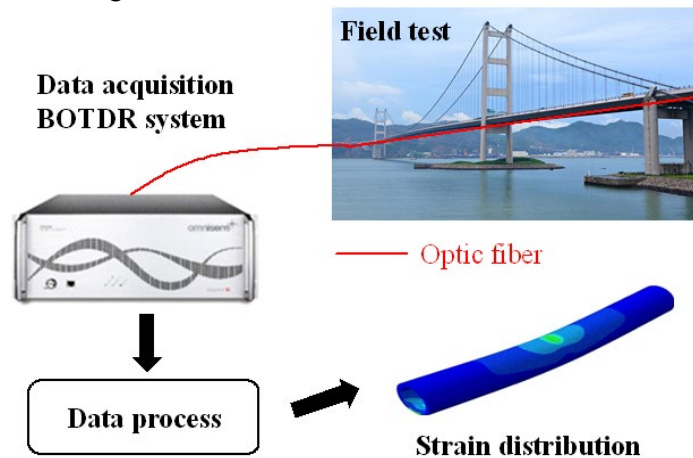 Field test
Data acquisition
BOTDR system
omnisens
Optic fiber
Data process
Strain distribution